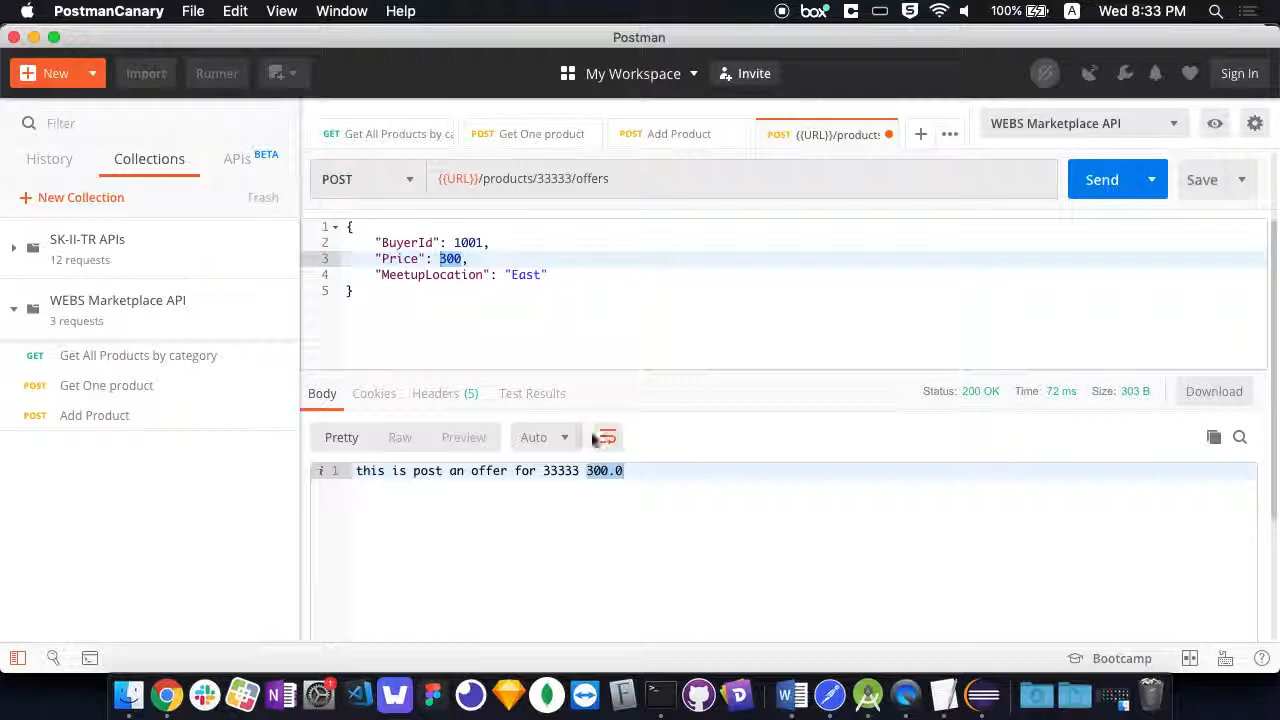 PostmanCanary File Edit View Window Help box 5 100% A Wed 8:33 PM
Postman
New Import Runner My Workspace Invite Sign In
Filter
GET Get All Products by ca POST Get One product POST Add Product POST {{URL}}/products
WEBS Marketplace API
History Collections APIs BETA
New Collection Trash
POST {{URL}}/products/33333/offers Send Save
SK-II-TR APIs
12 requests
WEBS Marketplace API
3 requests
GET Get All Products by category
POST Get One product
POST Add Product
1 {
2 "BuyerId": 1001,
3 "Price": 300,
4 "MeetupLocation": "East"
5 }
Body Cookies Headers (5) Test Results Status: 200 OK Time: 72 ms Size: 303 B Download
Pretty Raw Preview Auto
i 1 this is post an offer for 33333 300.0
Bootcamp
N 1 W W